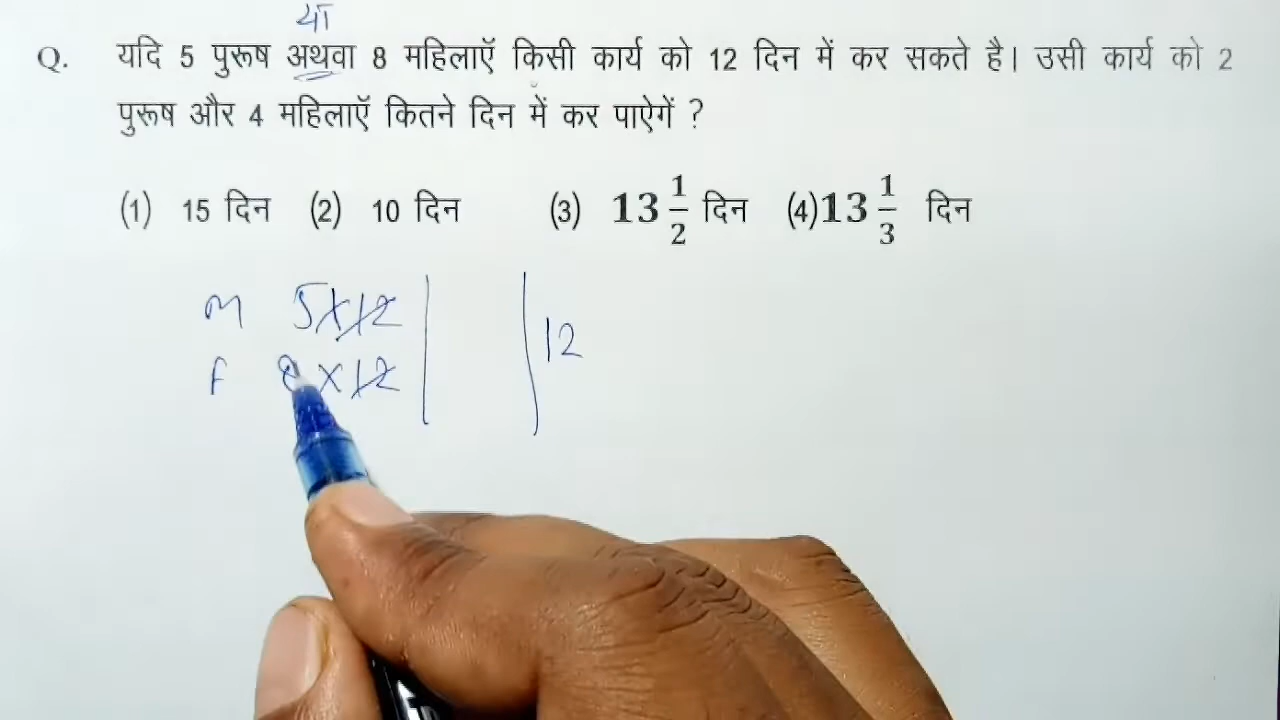 या
Q. यदि 5 पुरूष अथवा 8 महिलाऍ किसी कार्य को 12 दिन में कर सकते है। उसी कार्य को 2
पुरूष और 4 महिलाऍ कितने दिन में कर पाऐगें ?
(1) 15 दिन (2) 10 दिन (3) 13 1/2 दिन (4) 13 1/3 दिन
M 5×12
F 8×12
12